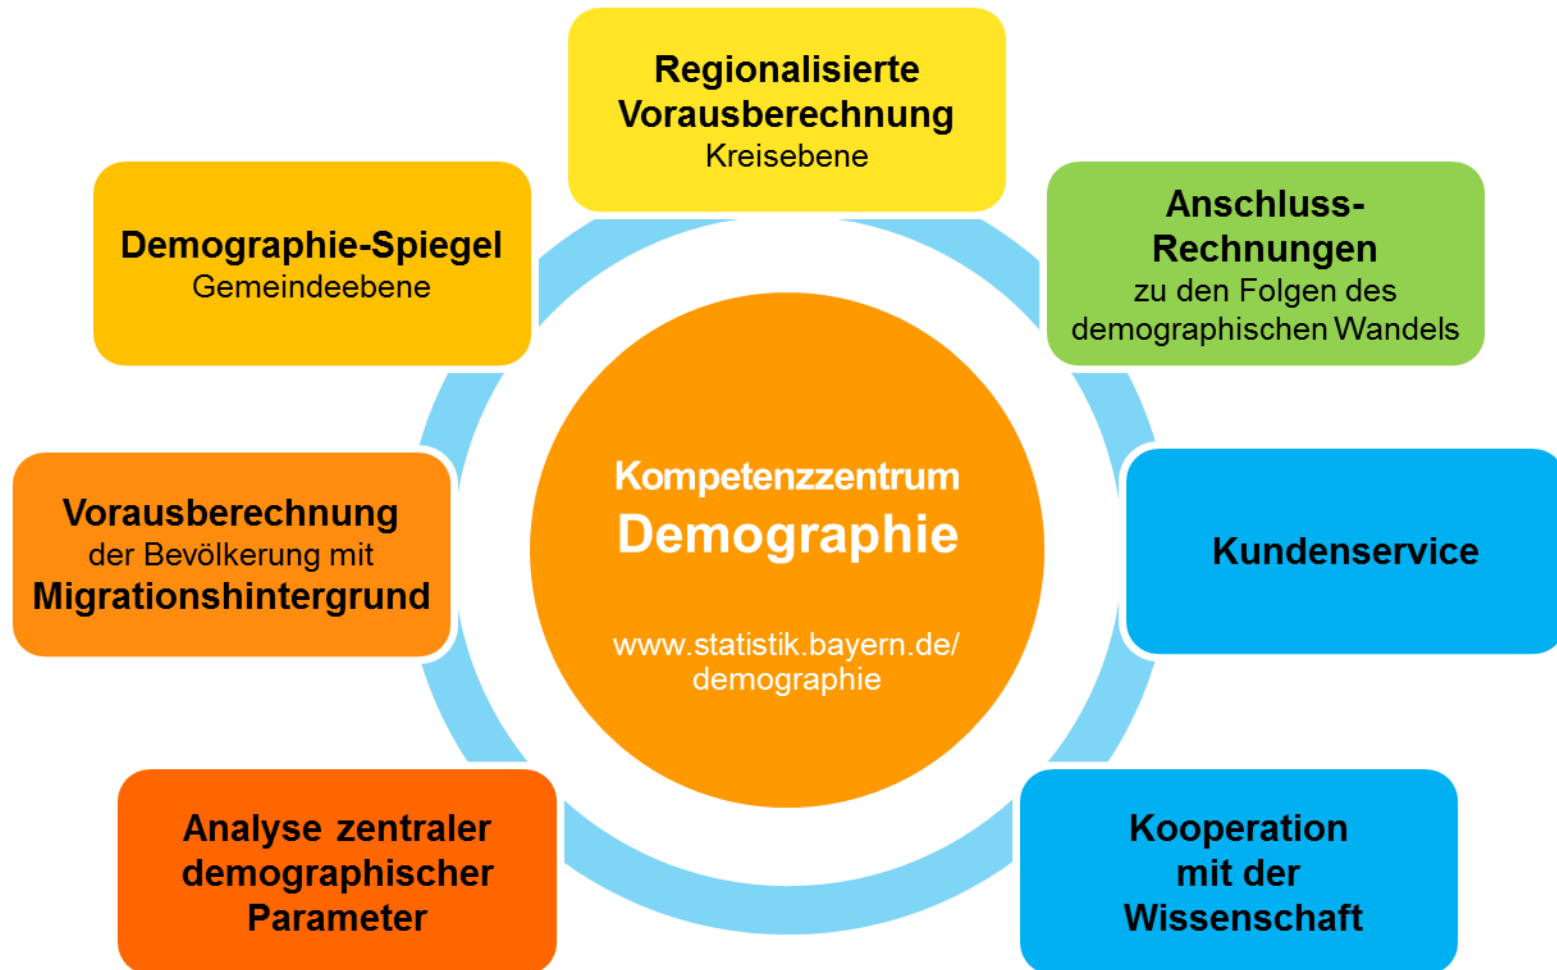 Regionalisierte
Vorausberechnung
Kreisebene
Demographie-Spiegel
Gemeindeebene
Anschluss-
Rechnungen
zu den Folgen des
demographischen Wandels
Kompetenzzentrum
Demographie
www.statistik.bayern.de/
demographie
Vorausberechnung
der Bevölkerung mit
Migrationshintergrund
Kundenservice
Analyse zentraler
demographischer
Parameter
Kooperation
mit der
Wissenschaft